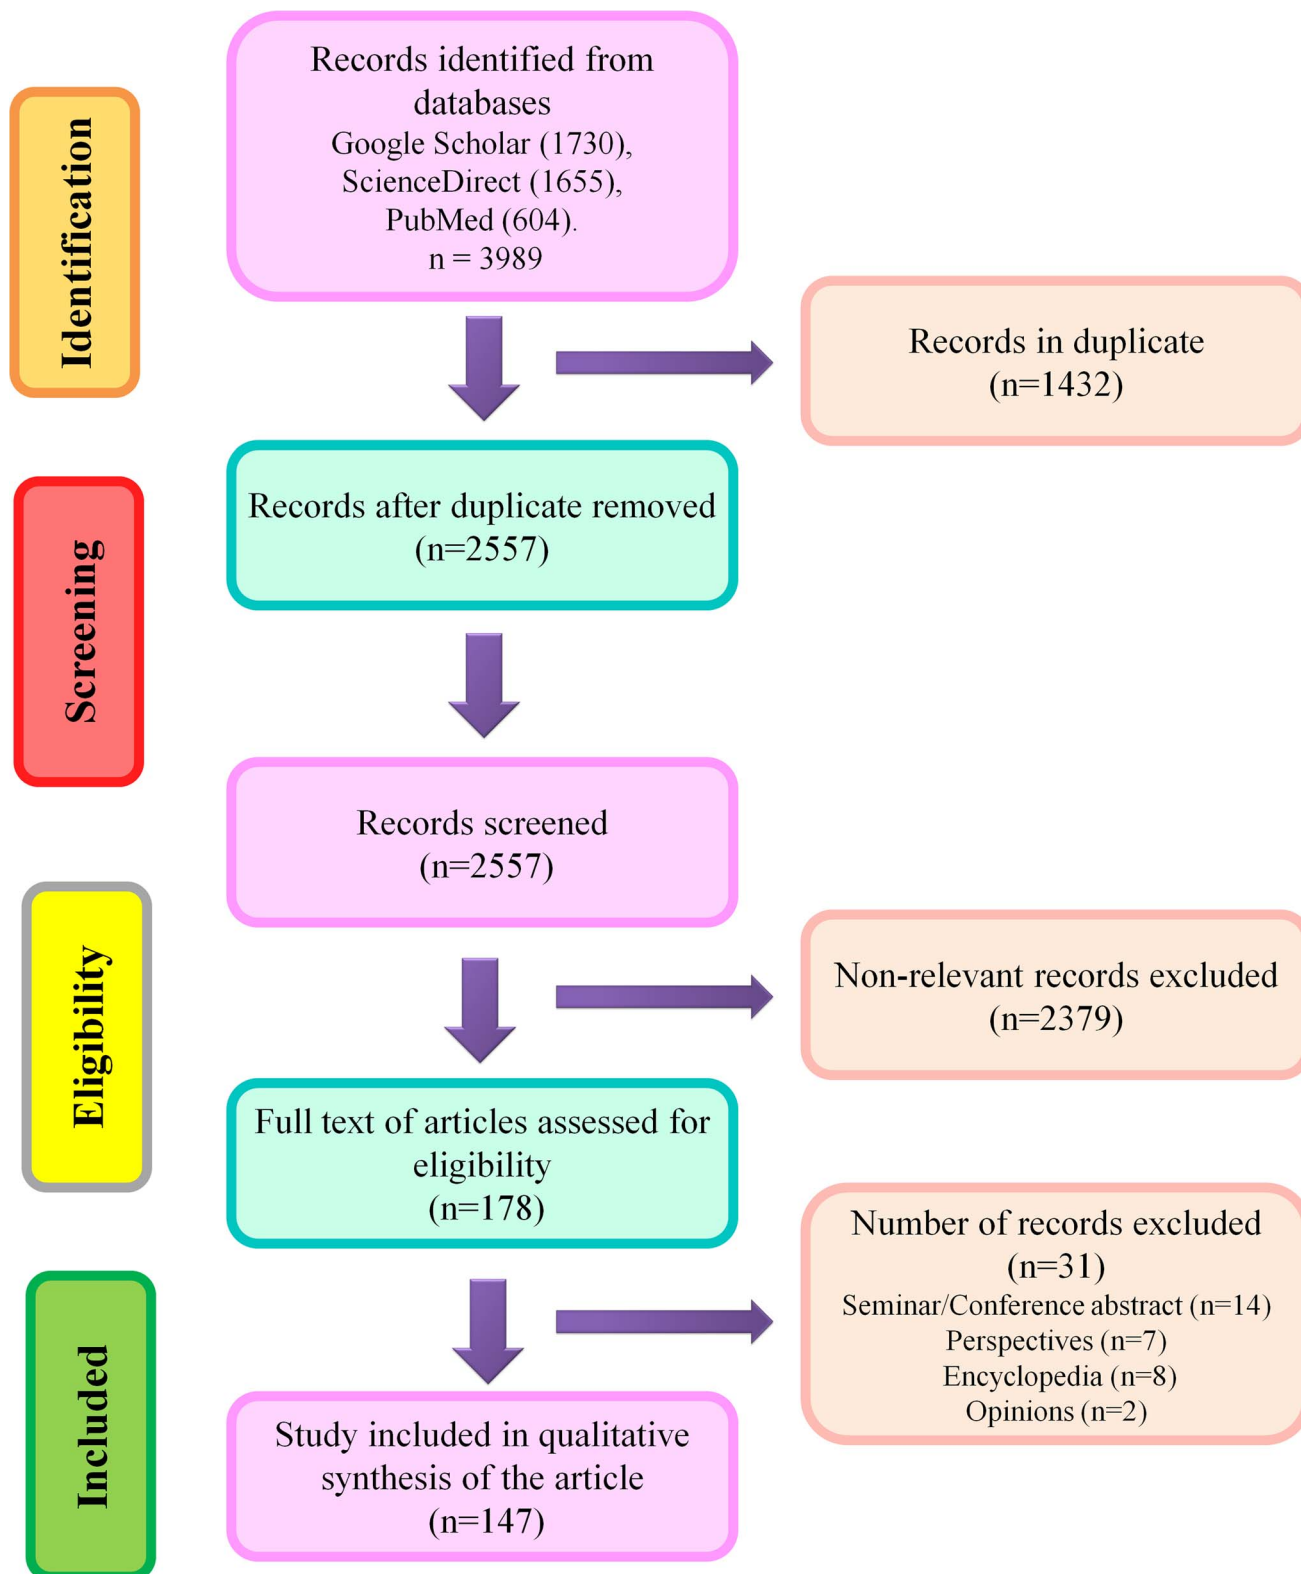 Identification
Records identified from
databases
Google Scholar (1730),
ScienceDirect (1655),
PubMed (604).
n = 3989
Records in duplicate
(n=1432)
Screening
Records after duplicate removed
(n=2557)
Records screened
(n=2557)
Eligibility
Non-relevant records excluded
(n=2379)
Full text of articles assessed for
eligibility
(n=178)
Number of records excluded
(n=31)
Seminar/Conference abstract (n=14)
Perspectives (n=7)
Encyclopedia (n=8)
Opinions (n=2)
Included
Study included in qualitative
synthesis of the article
(n=147)